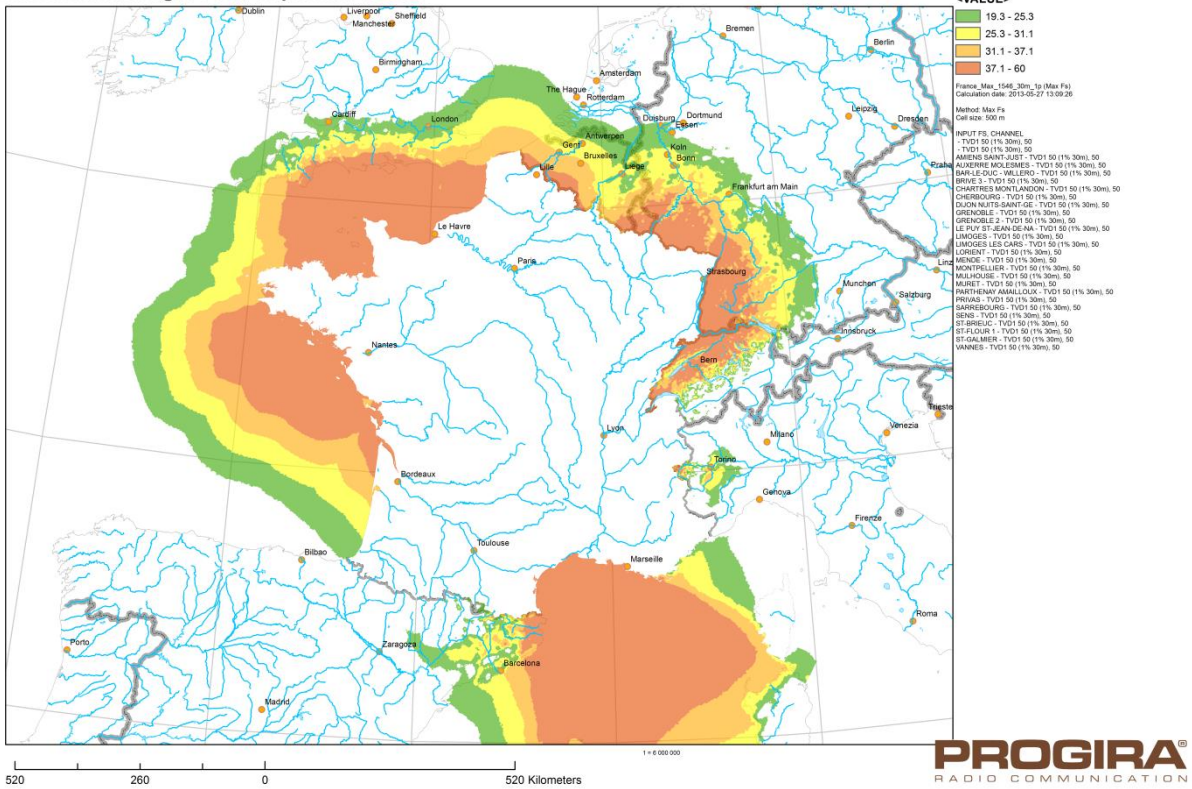 <VALUE>
19.3 - 25.3
25.3 - 31.1
31.1 - 37.1
37.1 - 60
France_Max_1546_30m_1p (Max Fs)
Calculation date: 2013-05-27 13:09:26
Method: Max Fs
Cell size: 500 m
INPUT FS, CHANNEL
- TVD1 50 (1% 30m), 50
- TVD1 50 (1% 30m), 50
AMIENS SAINT-JUST - TVD1 50 (1% 30m), 50
AUXERRE MOLESMES - TVD1 50 (1% 30m), 50
BAR-LE-DUC - WILLERO - TVD1 50 (1% 30m), 50
BRIVE 3 - TVD1 50 (1% 30m), 50
CHARTRES MONTLANDON - TVD1 50 (1% 30m), 50
CHERBOURG - TVD1 50 (1% 30m), 50
DIJON NUITS-SAINT-GE - TVD1 50 (1% 30m), 50
GRENOBLE - TVD1 50 (1% 30m), 50
GRENOBLE 2 - TVD1 50 (1% 30m), 50
LE PUY ST-JEAN-DE-NA - TVD1 50 (1% 30m), 50
LIMOGES - TVD1 50 (1% 30m), 50
LIMOGES LES CARS - TVD1 50 (1% 30m), 50
LORIENT - TVD1 50 (1% 30m), 50
MENDE - TVD1 50 (1% 30m), 50
MONTPELLIER - TVD1 50 (1% 30m), 50
MULHOUSE - TVD1 50 (1% 30m), 50
MURET - TVD1 50 (1% 30m), 50
PARTHENAY AMAILLOUX - TVD1 50 (1% 30m), 50
PRIVAS - TVD1 50 (1% 30m), 50
SARREBOURG - TVD1 50 (1% 30m), 50
SENS - TVD1 50 (1% 30m), 50
ST-BRIEUC - TVD1 50 (1% 30m), 50
ST-FLOUR 1 - TVD1 50 (1% 30m), 50
ST-GALMIER - TVD1 50 (1% 30m), 50
VANNES - TVD1 50 (1% 30m), 50
Dublin
Liverpool
Sheffield
Manchester
Bremen
Berlin
Birmingham
Amsterdam
The Hague
Rotterdam
Cardiff
London
Duisburg
Dortmund
Essen
Leipzig
Dresden
Antwerpen
Gent
Bruxelles
Koln
Bonn
Lille
Liege
Praha
Frankfurt am Main
Le Havre
Paris
Strasbourg
Linz
Munchen
Salzburg
Innsbruck
Nantes
Bern
Trieste
Lyon
Milano
Venezia
Torino
Bordeaux
Genova
Firenze
Toulouse
Bilbao
Marseille
Roma
Porto
Zaragoza
Barcelona
Madrid
1 = 6 000 000
520 260 0 520 Kilometers
PROGIRA®
RADIO COMMUNICATION